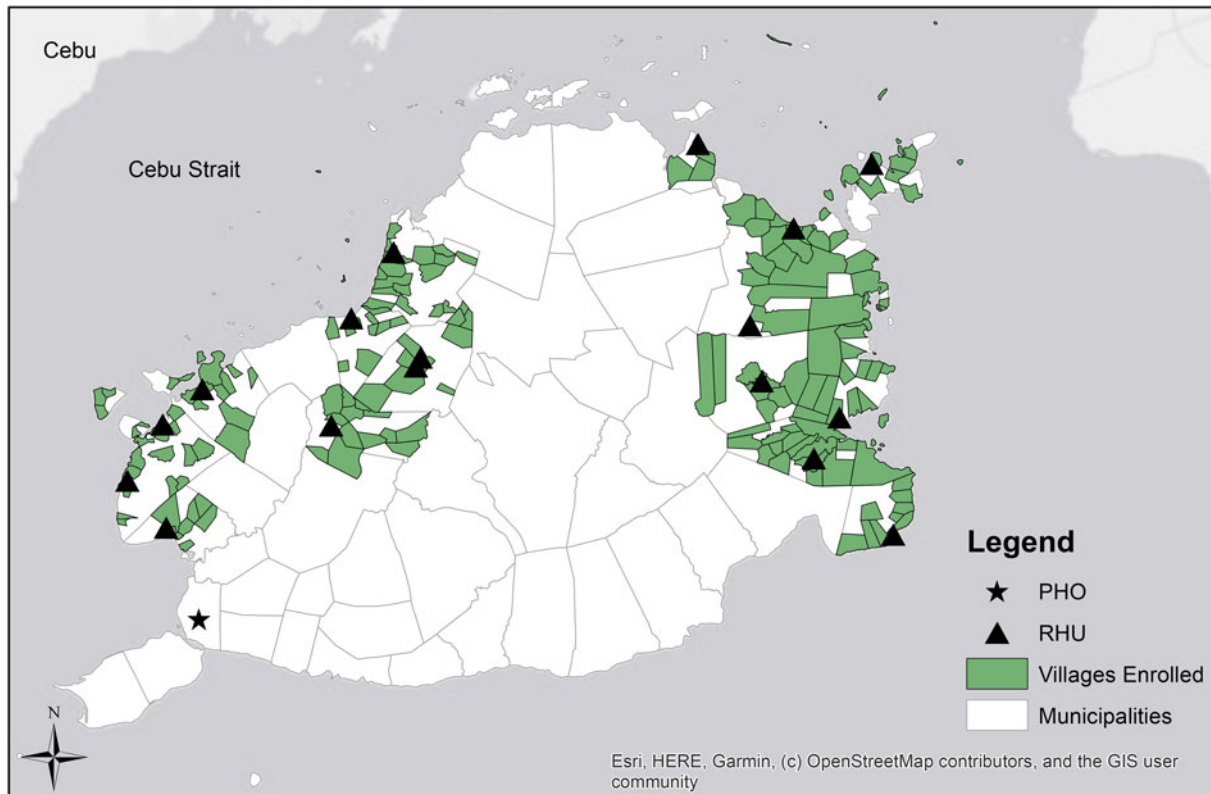 Cebu
Cebu Strait
Legend
PHO
RHU
Villages Enrolled
Municipalities
N
Esri, HERE, Garmin, (c) OpenStreetMap contributors, and the GIS user
community